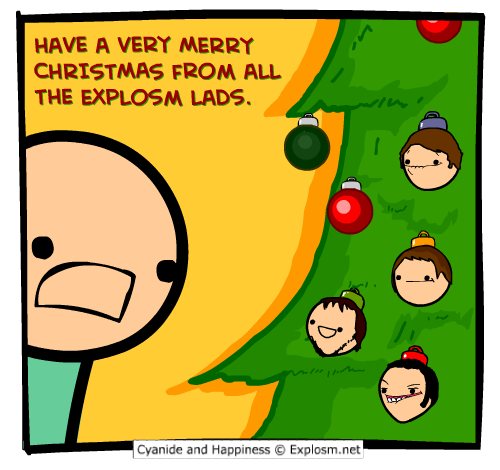 HAVE A VERY MERRY
CHRISTMAS FROM ALL
THE EXPLOSM LADS.
Cyanide and Happiness © Explosm.net